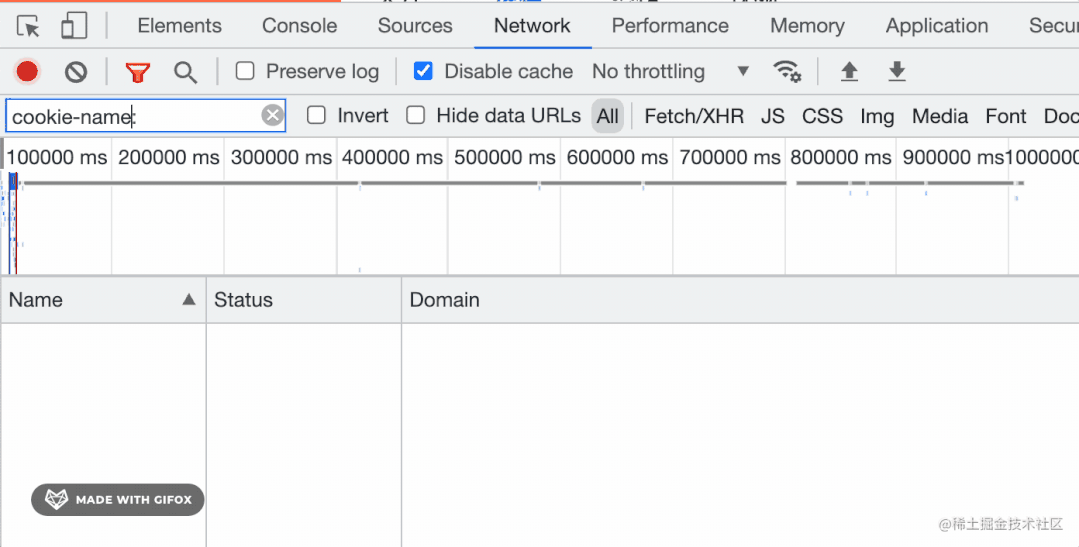 Elements Console Sources Network Performance Memory Application Secu
Preserve log Disable cache No throttling
cookie-name: Invert Hide data URLs All Fetch/XHR JS CSS Img Media Font Doc
100000 ms 200000 ms 300000 ms 400000 ms 500000 ms 600000 ms 700000 ms 800000 ms 900000 ms 1000000
Name Status Domain
MADE WITH GIFOX
@稀土掘金技术社区